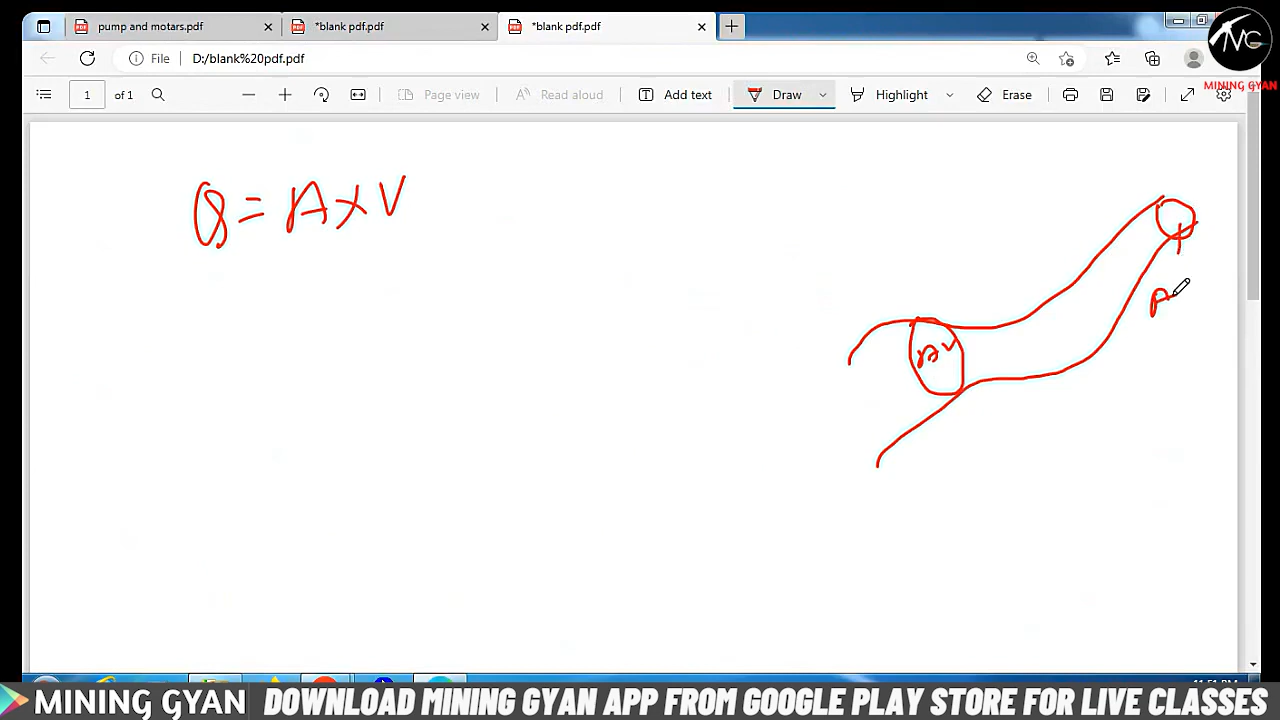 pump and motars.pdf
*blank pdf.pdf
*blank pdf.pdf
File
D:/blank%20pdf.pdf
MINING GYAN
1 of 1
Page view
Add text
Draw
Highlight
Erase
Q = A x V
A V
A
MINING GYAN
DOWNLOAD MINING GYAN APP FROM GOOGLE PLAY STORE FOR LIVE CLASSES